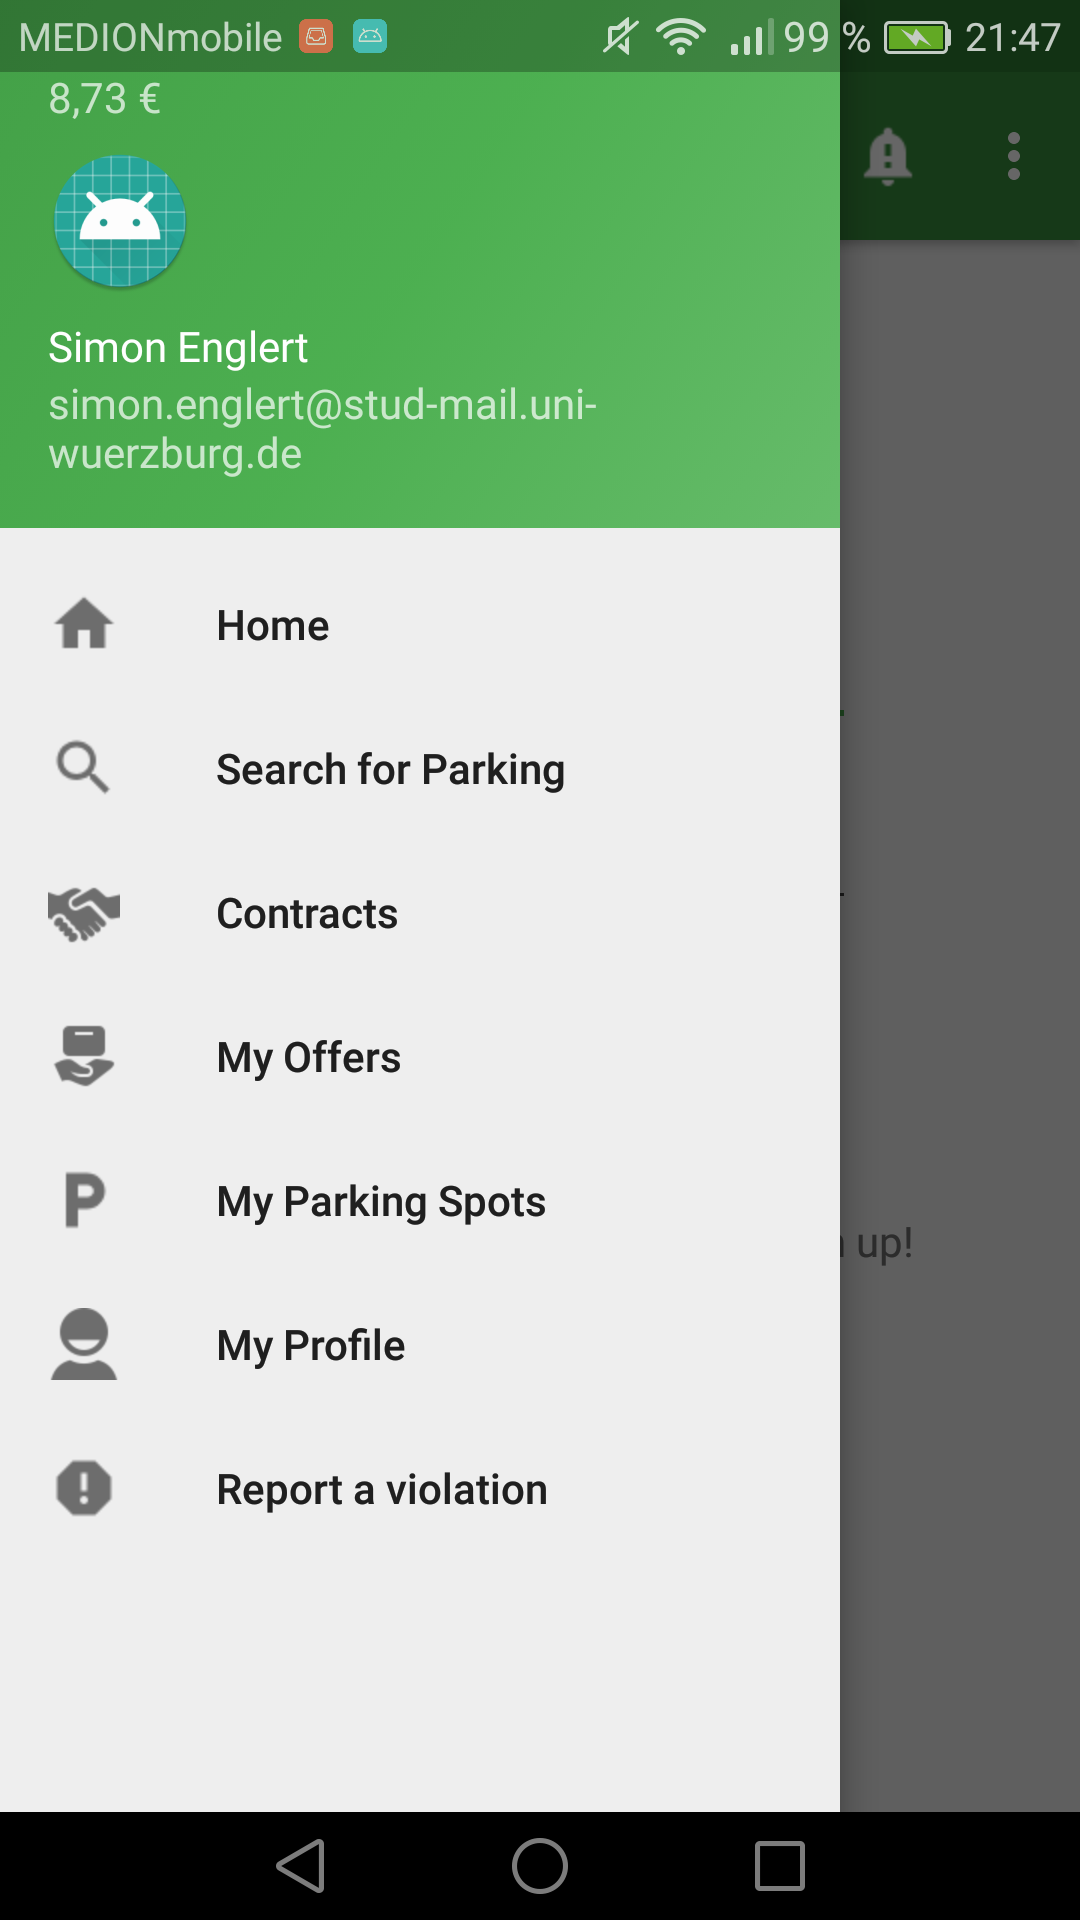 MEDIONmobile 99 % 21:47
8,73 €
Simon Englert
simon.englert@stud-mail.uni-
wuerzburg.de
Home
Search for Parking
Contracts
My Offers
My Parking Spots
up!
My Profile
Report a violation